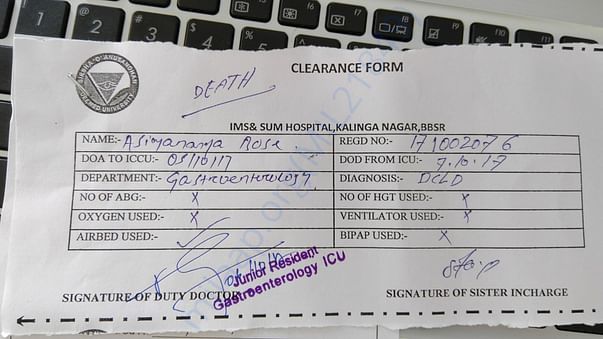 DEATH
CLEARANCE FORM
IMS& SUM HOSPITAL,KALINGA NAGAR,BBSR
NAME:- Asimananja Rose. REGD NO:- 171002076
DOA TO ICCU:- 05/10/17 DOD FROM ICU:- 7.10.17
DEPARTMENT:- Gastroenterology DIAGNOSIS:- DCLD
NO OF ABG:- X NO OF HGT USED:- X
OXYGEN USED:- X VENTILATOR USED:- X
AIRBED USED:- BIPAP USED:- X
Junior Resident
Gastroenterology ICU
SIGNATURE OF DUTY DOCTOR SIGNATURE OF SISTER INCHARGE